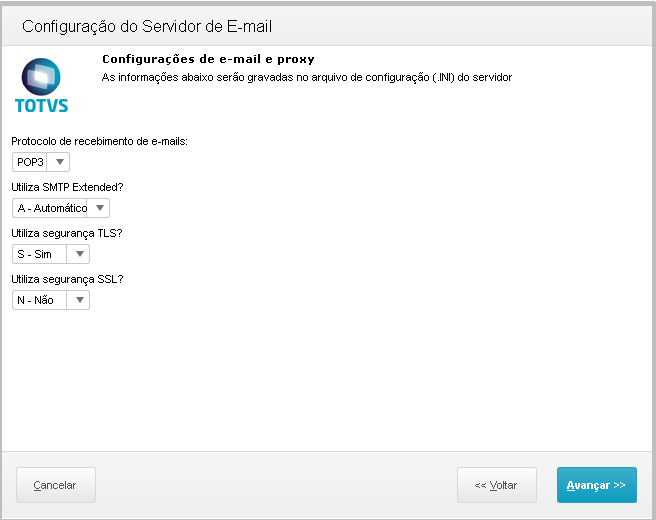 Configuração do Servidor de E-mail
Configurações de e-mail e proxy
As informações abaixo serão gravadas no arquivo de configuração (.INI) do servidor
TOTVS
Protocolo de recebimento de e-mails:
POP3
Utiliza SMTP Extended?
A - Automático
Utiliza segurança TLS?
S - Sim
Utiliza segurança SSL?
N - Não
Cancelar
<< Voltar
Avançar >>